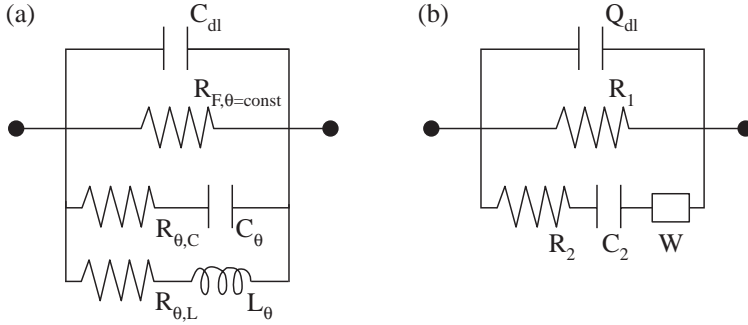 (a)
C_dl
R_F,θ=const
R_θ,C
C_θ
R_θ,L
L_θ
(b)
Q_dl
R_1
R_2
C_2
W